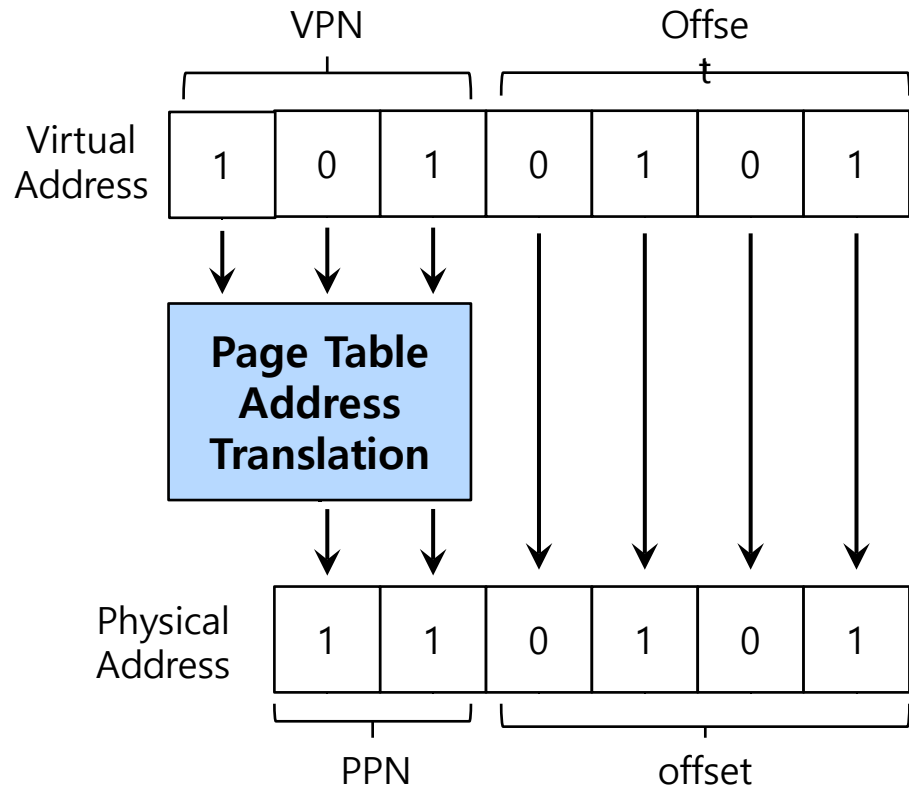 VPN
Offse
t
Virtual
Address
1 0 1 0 1 0 1
Page Table
Address
Translation
Physical
Address
1 1 0 1 0 1
PPN
offset